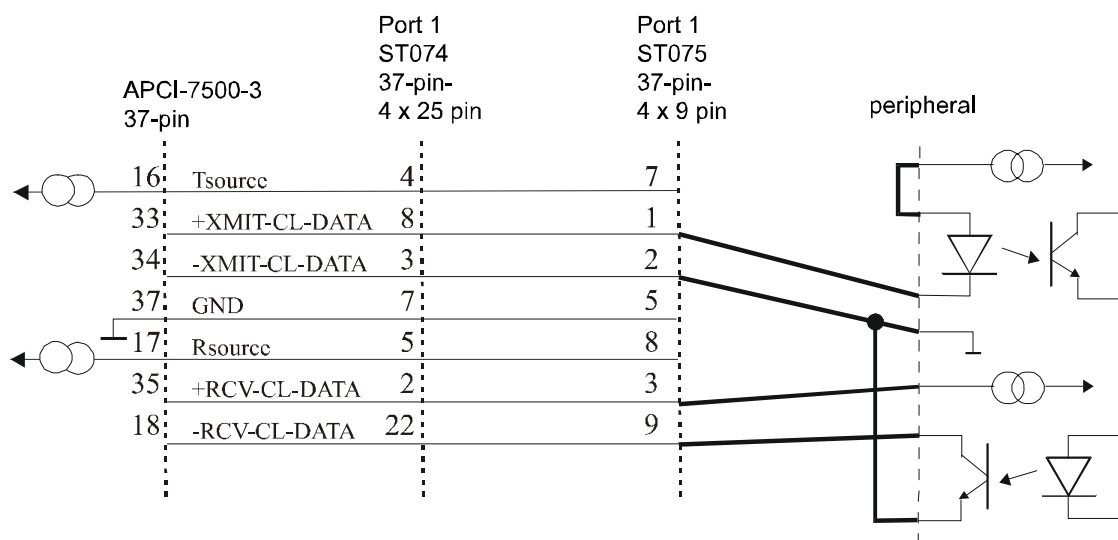 Port 1
ST074
37-pin-
4 x 25 pin
Port 1
ST075
37-pin-
4 x 9 pin
APCI-7500-3
37-pin
peripheral
16 Tsource 4 7
33 +XMIT-CL-DATA 8 1
34 -XMIT-CL-DATA 3 2
37 GND 7 5
17 Rsource 5 8
35 +RCV-CL-DATA 2 3
18 -RCV-CL-DATA 22 9